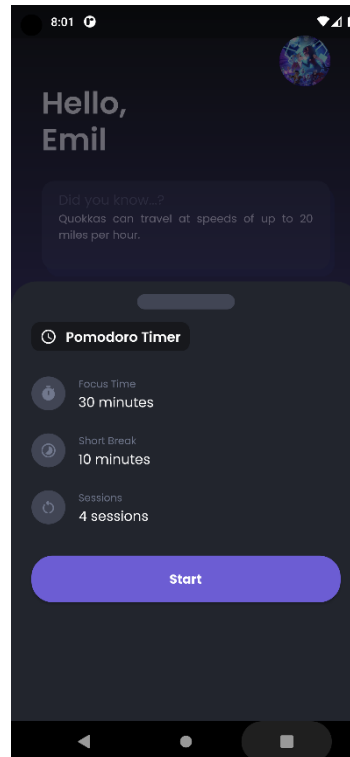 8:01
Hello,
Emil
Did you know...?
Quokkas can travel at speeds of up to 20
miles per hour.
Pomodoro Timer
Focus Time
30 minutes
Short Break
10 minutes
Sessions
4 sessions
Start